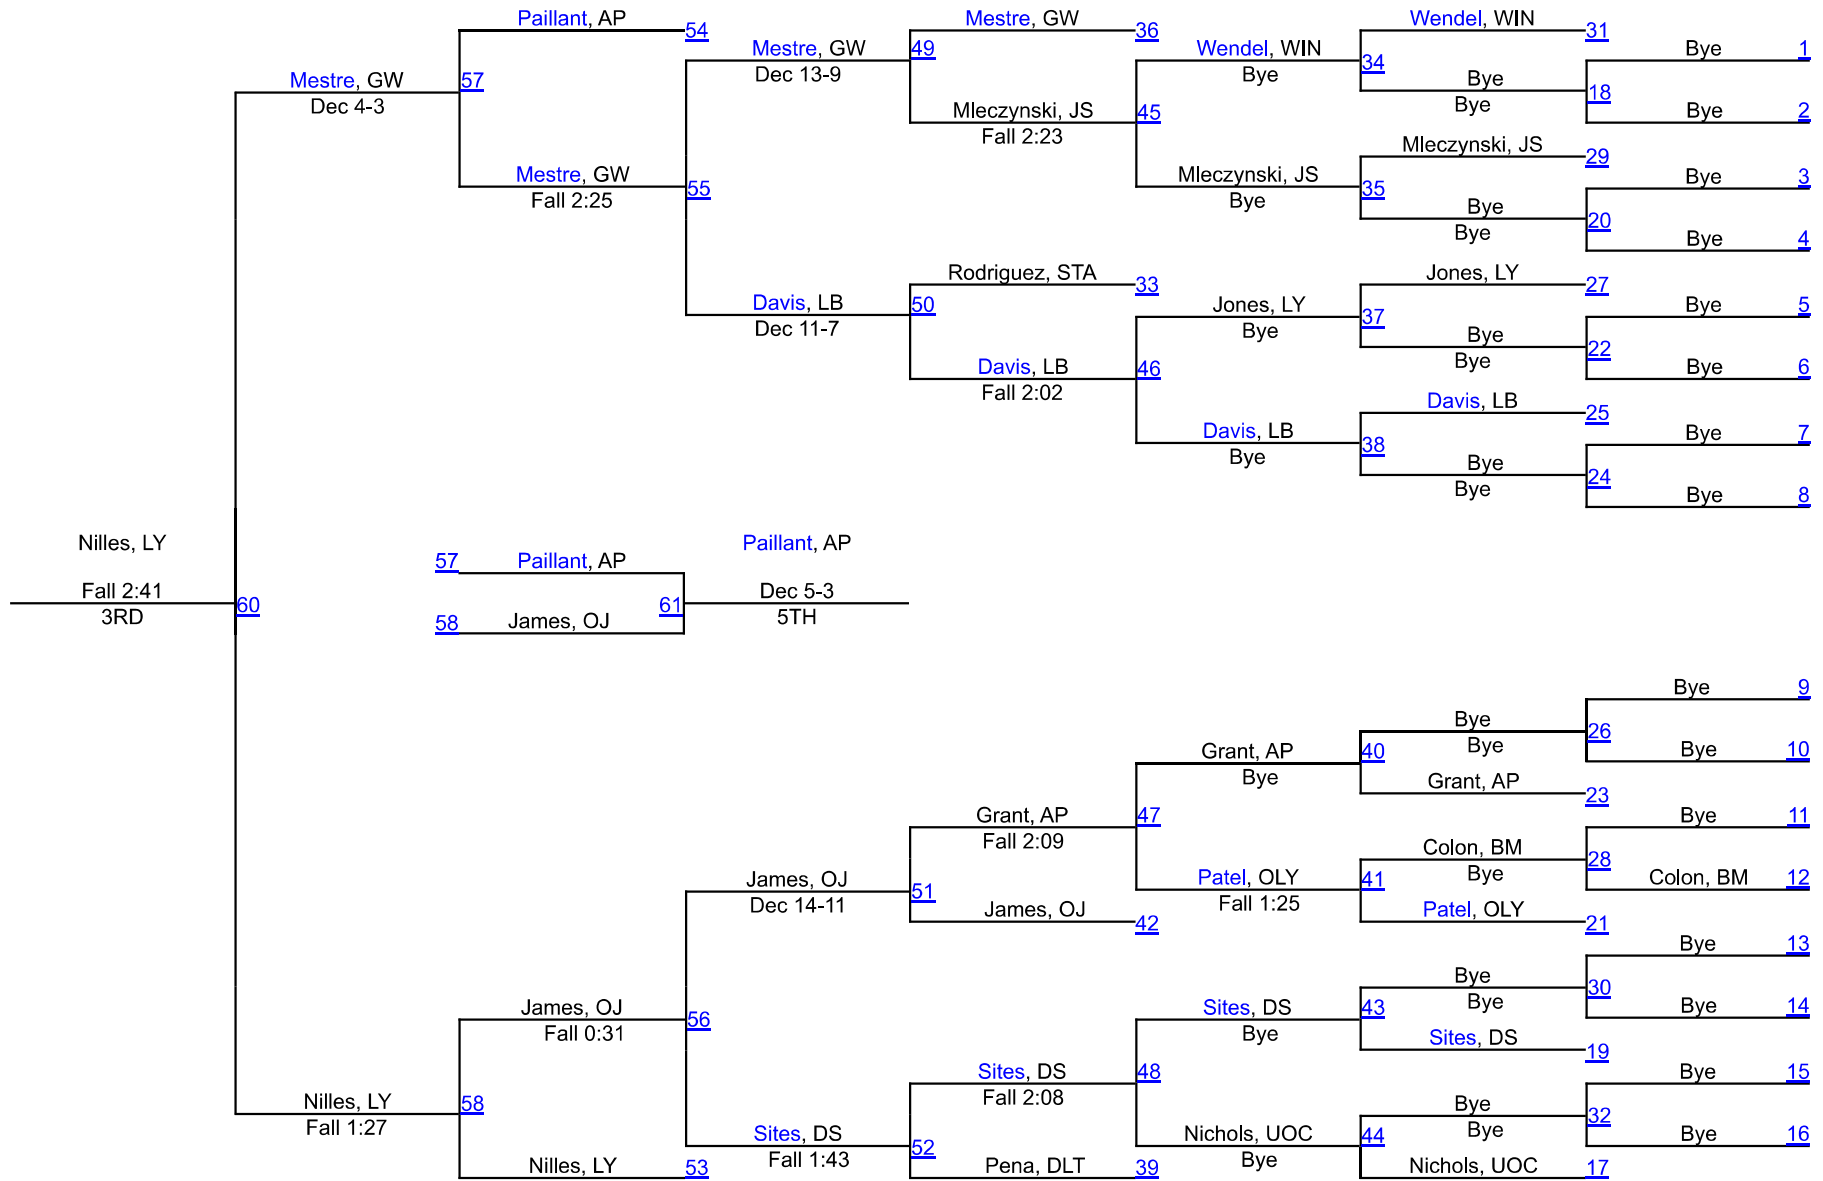 Paillant, AP
54
Mestre, GW
36
Wendel, WIN
31
Mestre, GW
Dec 13-9
49
Wendel, WIN
Bye
34
Bye
1
Mestre, GW
Dec 4-3
57
Bye
Bye
18
Mleczynski, JS
Fall 2:23
45
Bye
2
Mleczynski, JS
29
Mestre, GW
Fall 2:25
55
Mleczynski, JS
Bye
35
Bye
3
Bye
Bye
20
Bye
4
Rodriguez, STA
33
Jones, LY
27
Davis, LB
Dec 11-7
50
Jones, LY
Bye
37
Bye
5
Bye
Bye
22
Davis, LB
Fall 2:02
46
Bye
6
Davis, LB
25
Davis, LB
Bye
38
Bye
7
Bye
Bye
24
Bye
8
Nilles, LY
Fall 2:41
3RD
60
57
Paillant, AP
58
James, OJ
61
Paillant, AP
Dec 5-3
5TH
Bye
9
Bye
Bye
26
Grant, AP
Bye
40
Bye
10
Grant, AP
23
Grant, AP
Fall 2:09
47
Bye
11
Colon, BM
Bye
28
James, OJ
Dec 14-11
51
Patel, OLY
Fall 1:25
41
Colon, BM
12
James, OJ
42
Patel, OLY
21
Bye
13
Bye
Bye
30
James, OJ
Fall 0:31
56
Sites, DS
Bye
43
Bye
14
Sites, DS
19
Sites, DS
Fall 2:08
48
Bye
15
Nilles, LY
Fall 1:27
58
Bye
Bye
32
Sites, DS
Fall 1:43
52
Nichols, UOC
Bye
44
Bye
16
Nilles, LY
53
Pena, DLT
39
Nichols, UOC
17